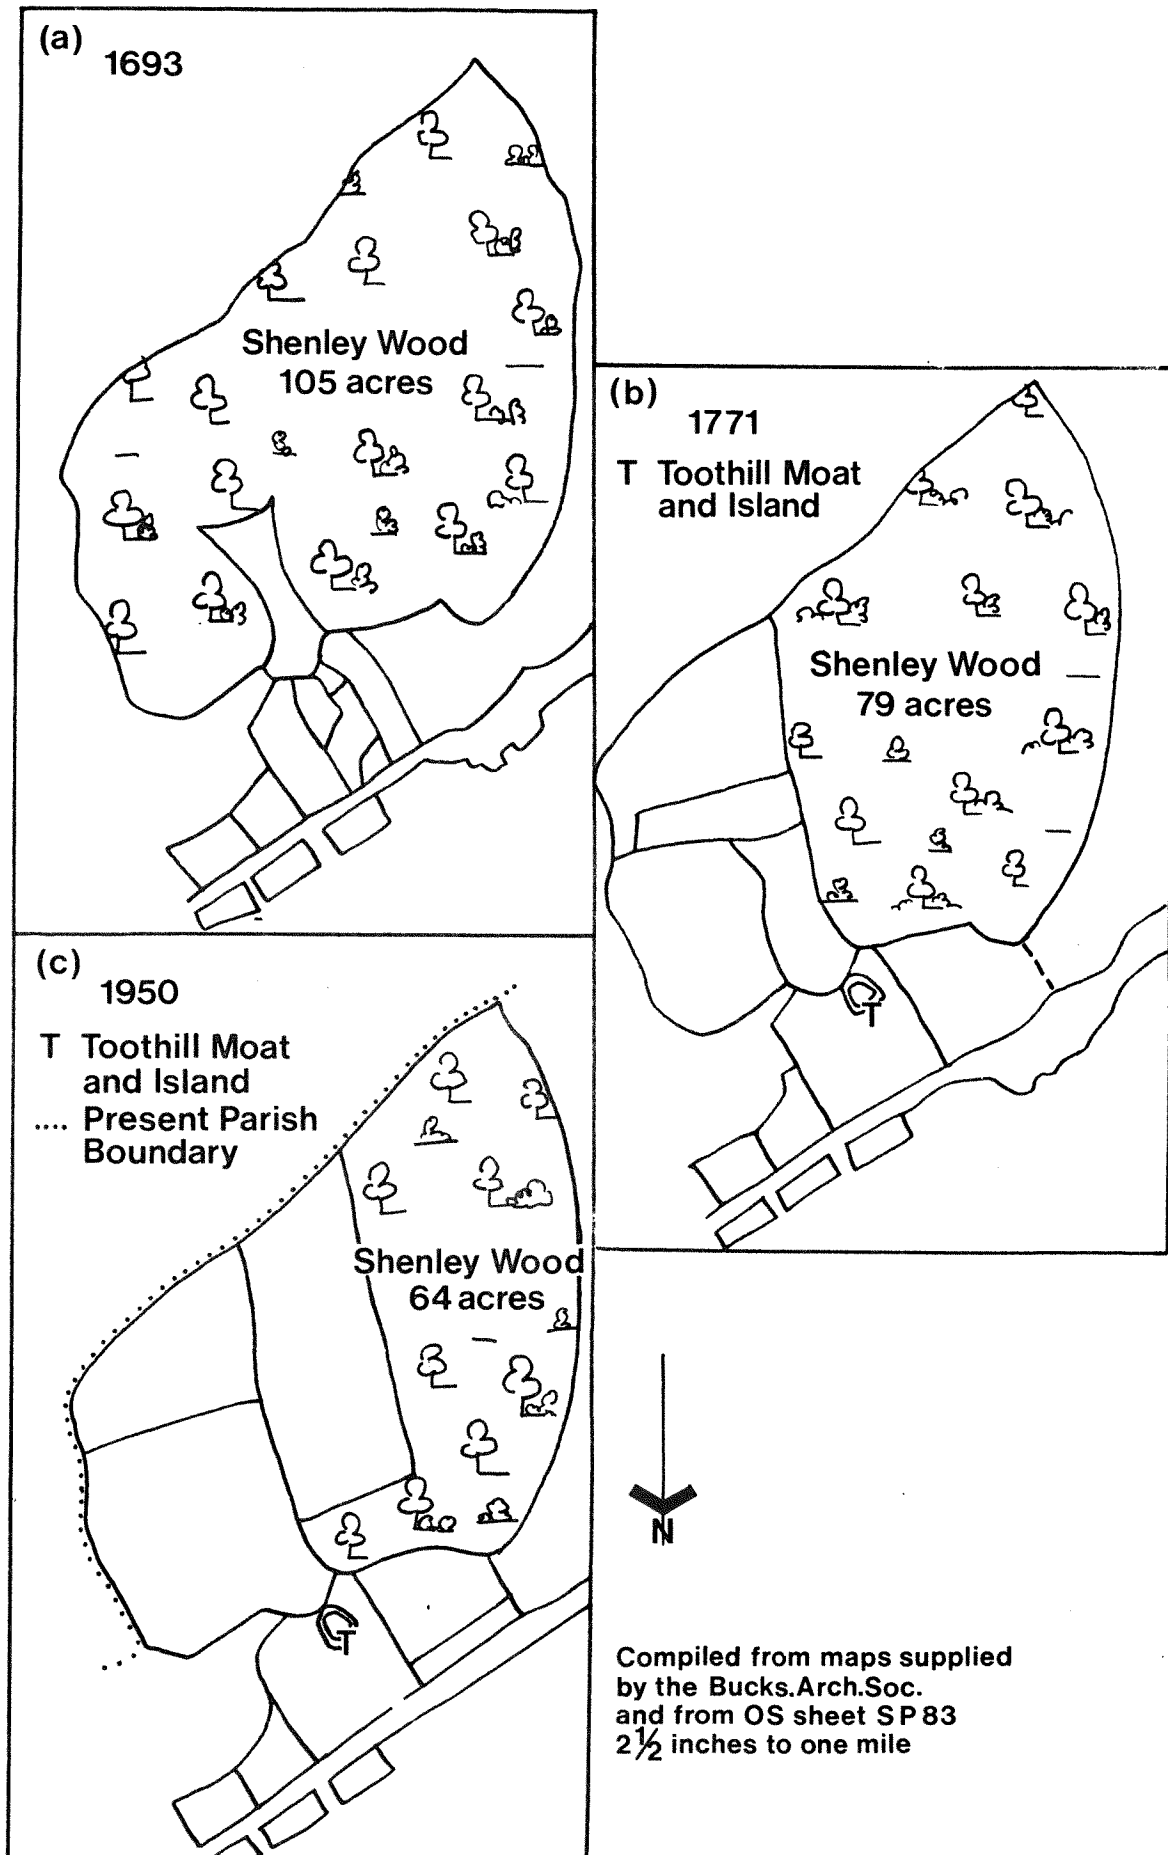 (a)
1693
Shenley Wood
105 acres
(b)
1771
T Toothill Moat
and Island
Shenley Wood
79 acres
T
(c)
1950
T Toothill Moat
and Island
.... Present Parish
Boundary
Shenley Wood
64 acres
T
N
Compiled from maps supplied
by the Bucks.Arch.Soc.
and from OS sheet SP83
2½ inches to one mile